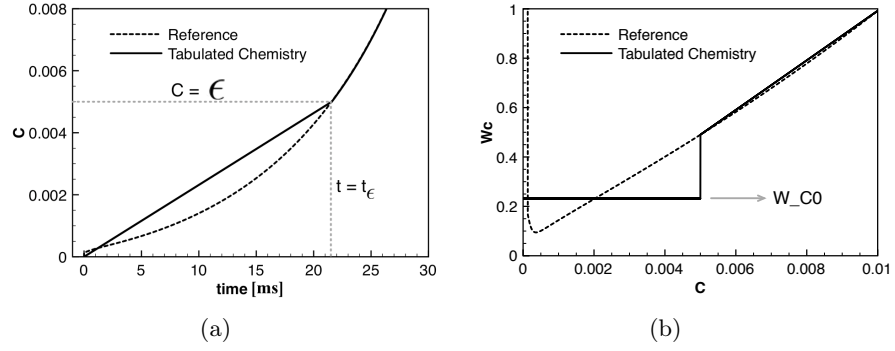 0.008
0.006
0.004
0.002
0
C
Reference
Tabulated Chemistry
C = ϵ
t = tϵ
0 5 10 15 20 25 30
time [ms]
(a)
1
0.8
0.6
0.4
0.2
0
Wc
Reference
Tabulated Chemistry
W_C0
0 0.002 0.004 0.006 0.008 0.01
C
(b)